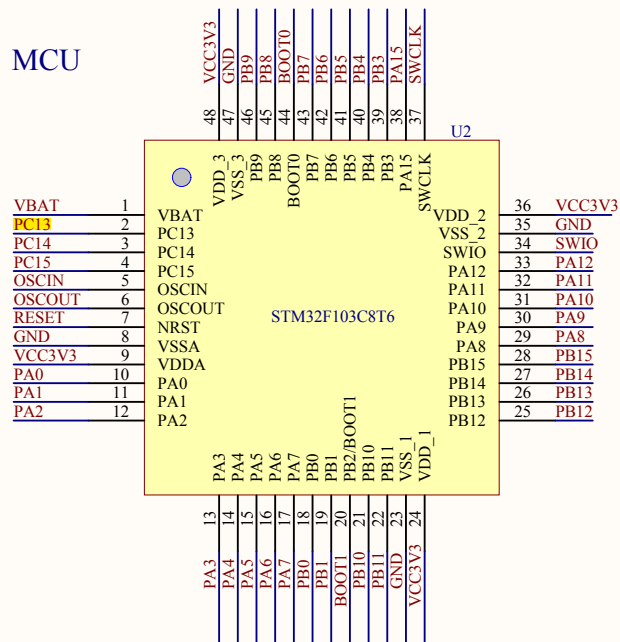 MCU
VCC3V3 GND PB9 PB8 BOOT0 PB7 PB6 PB5 PB4 PB3 PA15 SWCLK
48 47 46 45 44 43 42 41 40 39 38 37
U2
VDD_3 VSS_3 PB9 PB8 BOOT0 PB7 PB6 PB5 PB4 PB3 PA15 SWCLK
VBAT 1 VBAT
PC13 2 PC13
PC14 3 PC14
PC15 4 PC15
OSCIN 5 OSCIN
OSCOUT 6 OSCOUT
RESET 7 NRST
GND 8 VSSA
VCC3V3 9 VDDA
PA0 10 PA0
PA1 11 PA1
PA2 12 PA2
STM32F103C8T6
VDD_2 36 VCC3V3
VSS_2 35 GND
SWIO 34 SWIO
PA12 33 PA12
PA11 32 PA11
PA10 31 PA10
PA9 30 PA9
PA8 29 PA8
PB15 28 PB15
PB14 27 PB14
PB13 26 PB13
PB12 25 PB12
PA3 PA4 PA5 PA6 PA7 PB0 PB1 PB2/BOOT1 PB10 PB11 VSS_1 VDD_1
13 14 15 16 17 18 19 20 21 22 23 24
PA3 PA4 PA5 PA6 PA7 PB0 PB1 BOOT1 PB10 PB11 GND VCC3V3